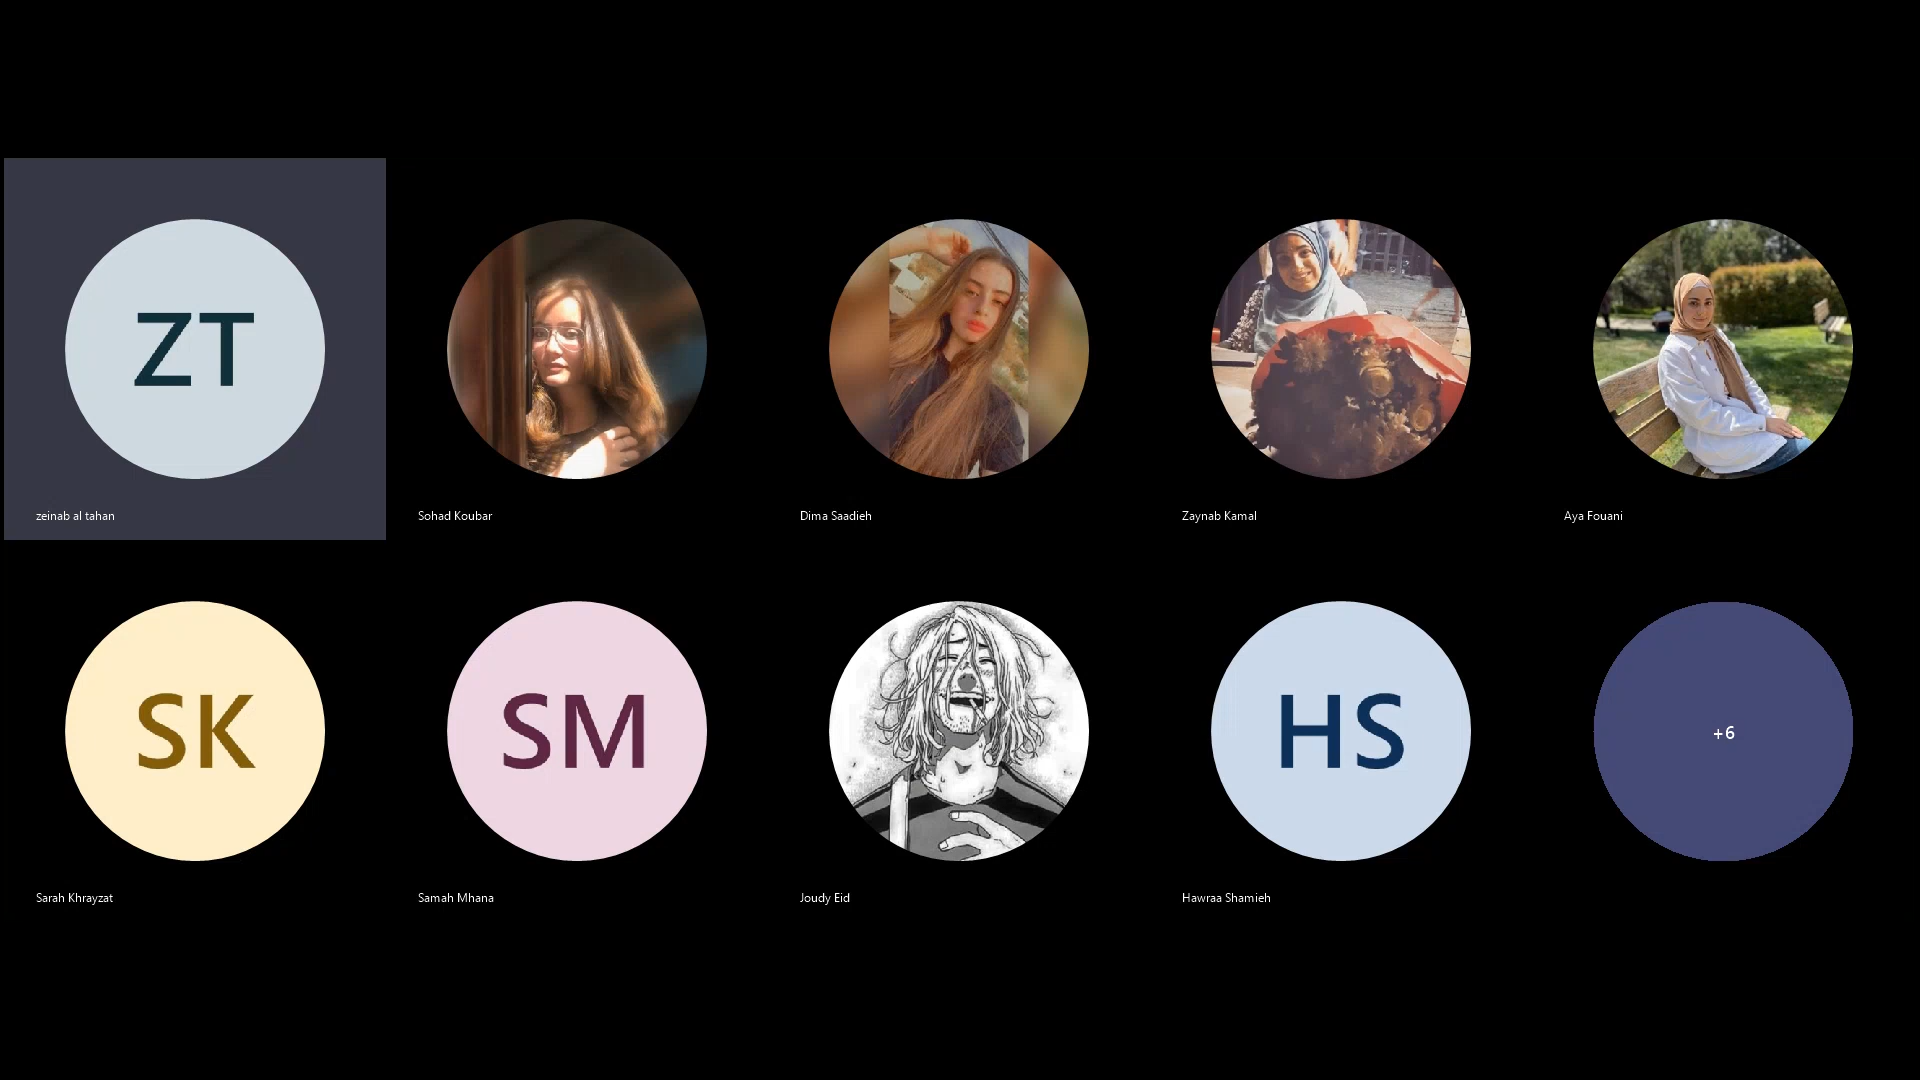 ZT
zeinab al tahan
Sohad Koubar
Dima Saadieh
Zaynab Kamal
Aya Fouani
SK
Sarah Khrayzat
SM
Samah Mhana
Joudy Eid
HS
Hawraa Shamieh
+6